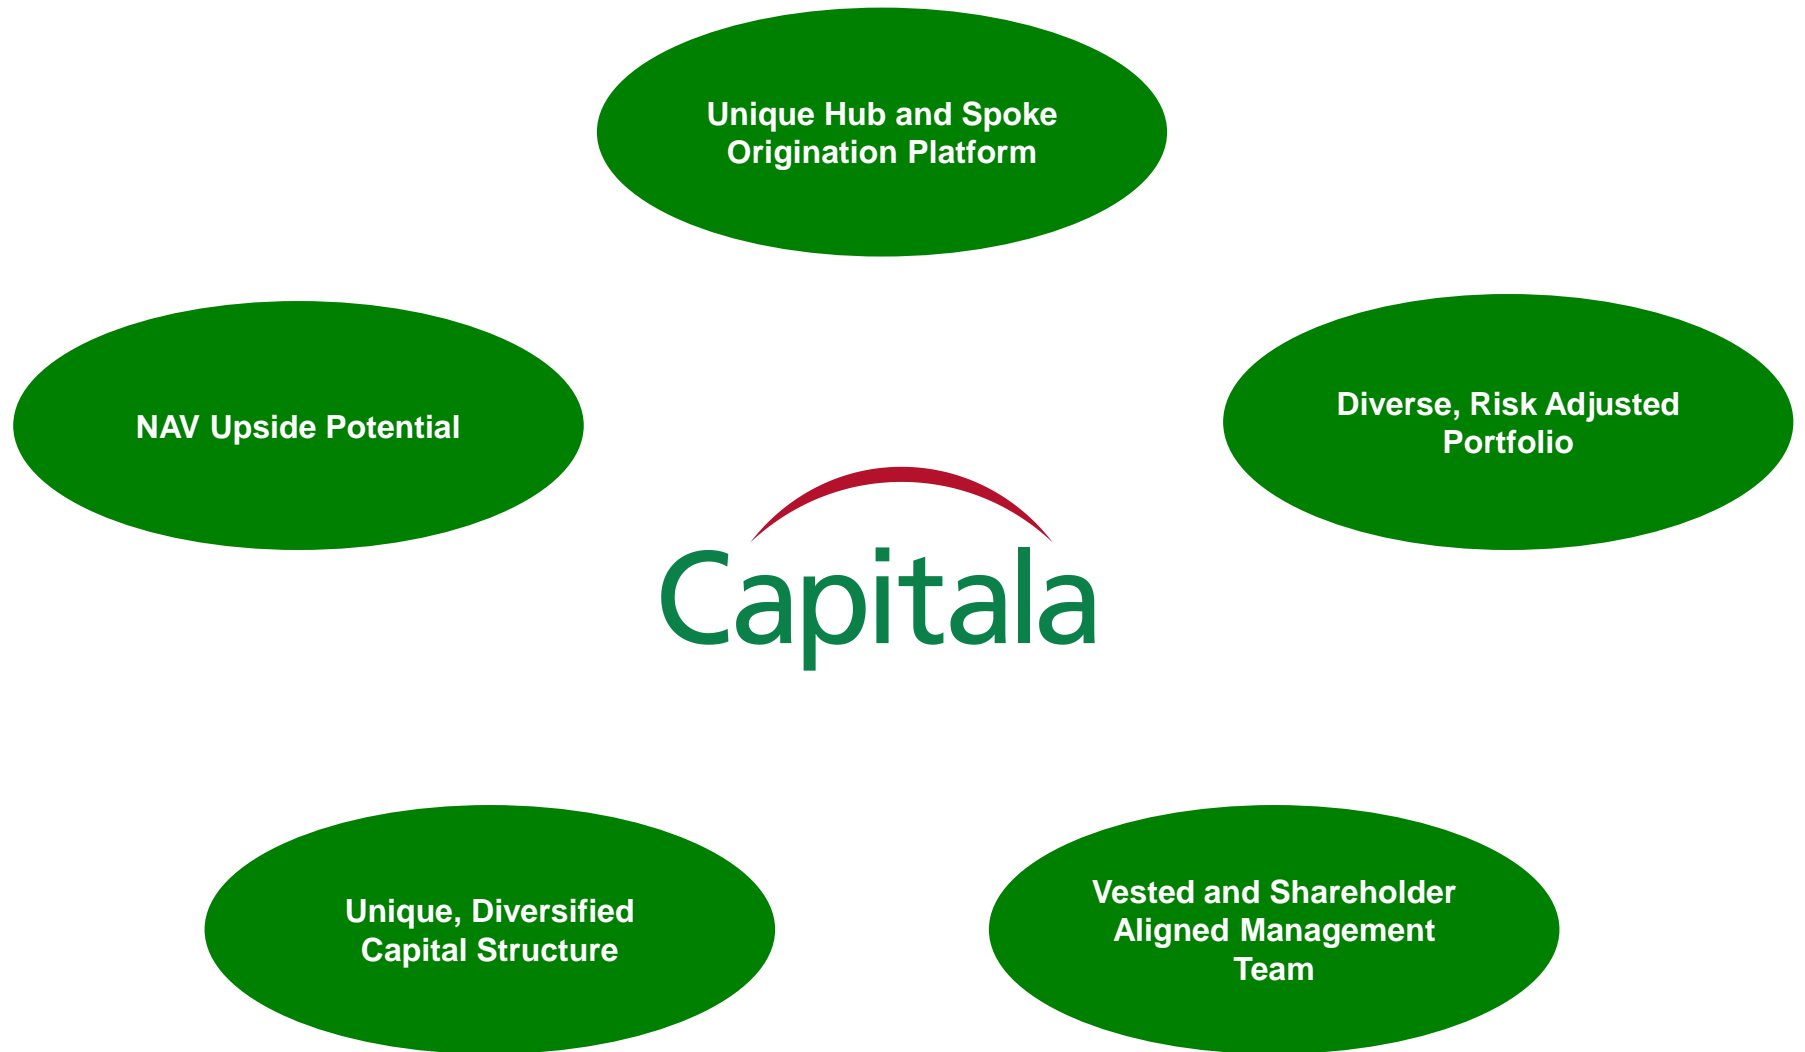 Unique Hub and Spoke
Origination Platform
NAV Upside Potential
Diverse, Risk Adjusted
Portfolio
Capitala
Unique, Diversified
Capital Structure
Vested and Shareholder
Aligned Management
Team